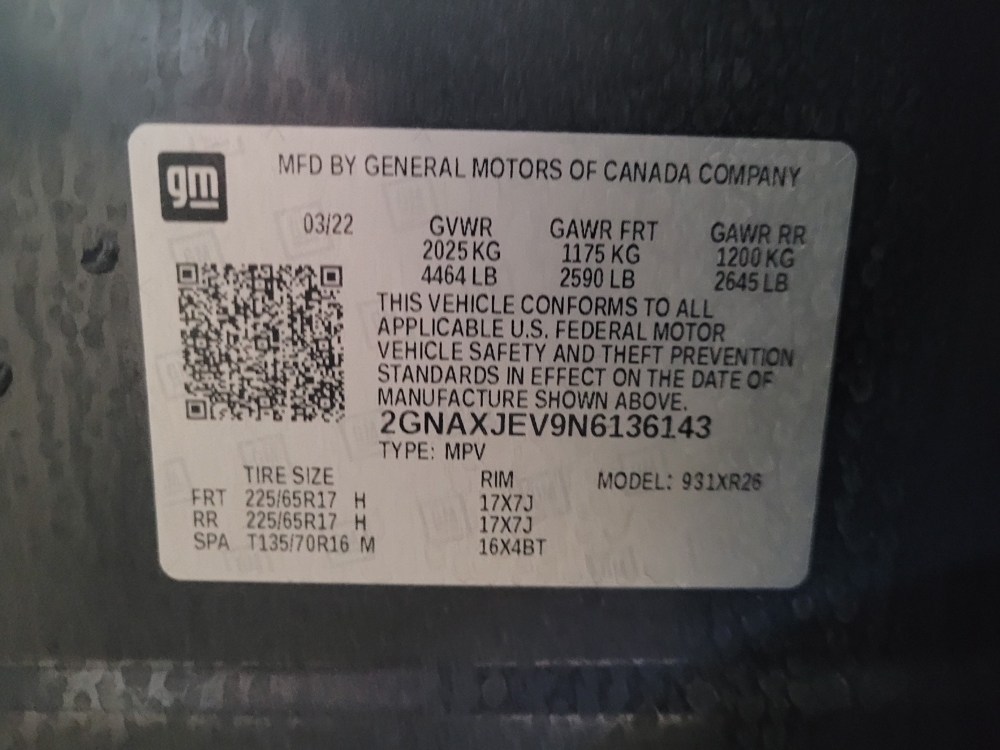 gm
MFD BY GENERAL MOTORS OF CANADA COMPANY
03/22 GVWR GAWR FRT GAWR RR
2025 KG 1175 KG 1200 KG
4464 LB 2590 LB 2645 LB
THIS VEHICLE CONFORMS TO ALL
APPLICABLE U.S. FEDERAL MOTOR
VEHICLE SAFETY AND THEFT PREVENTION
STANDARDS IN EFFECT ON THE DATE OF
MANUFACTURE SHOWN ABOVE.
2GNAXJEV9N6136143
TYPE: MPV
TIRE SIZE RIM MODEL: 931XR26
FRT 225/65R17 H 17X7J
RR 225/65R17 H 17X7J
SPA T135/70R16 M 16X4BT